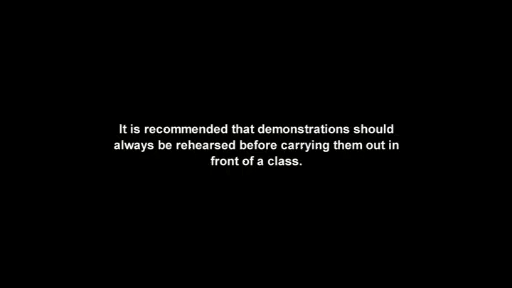 It is recommended that demonstrations should
always be rehearsed before carrying them out in
front of a class.